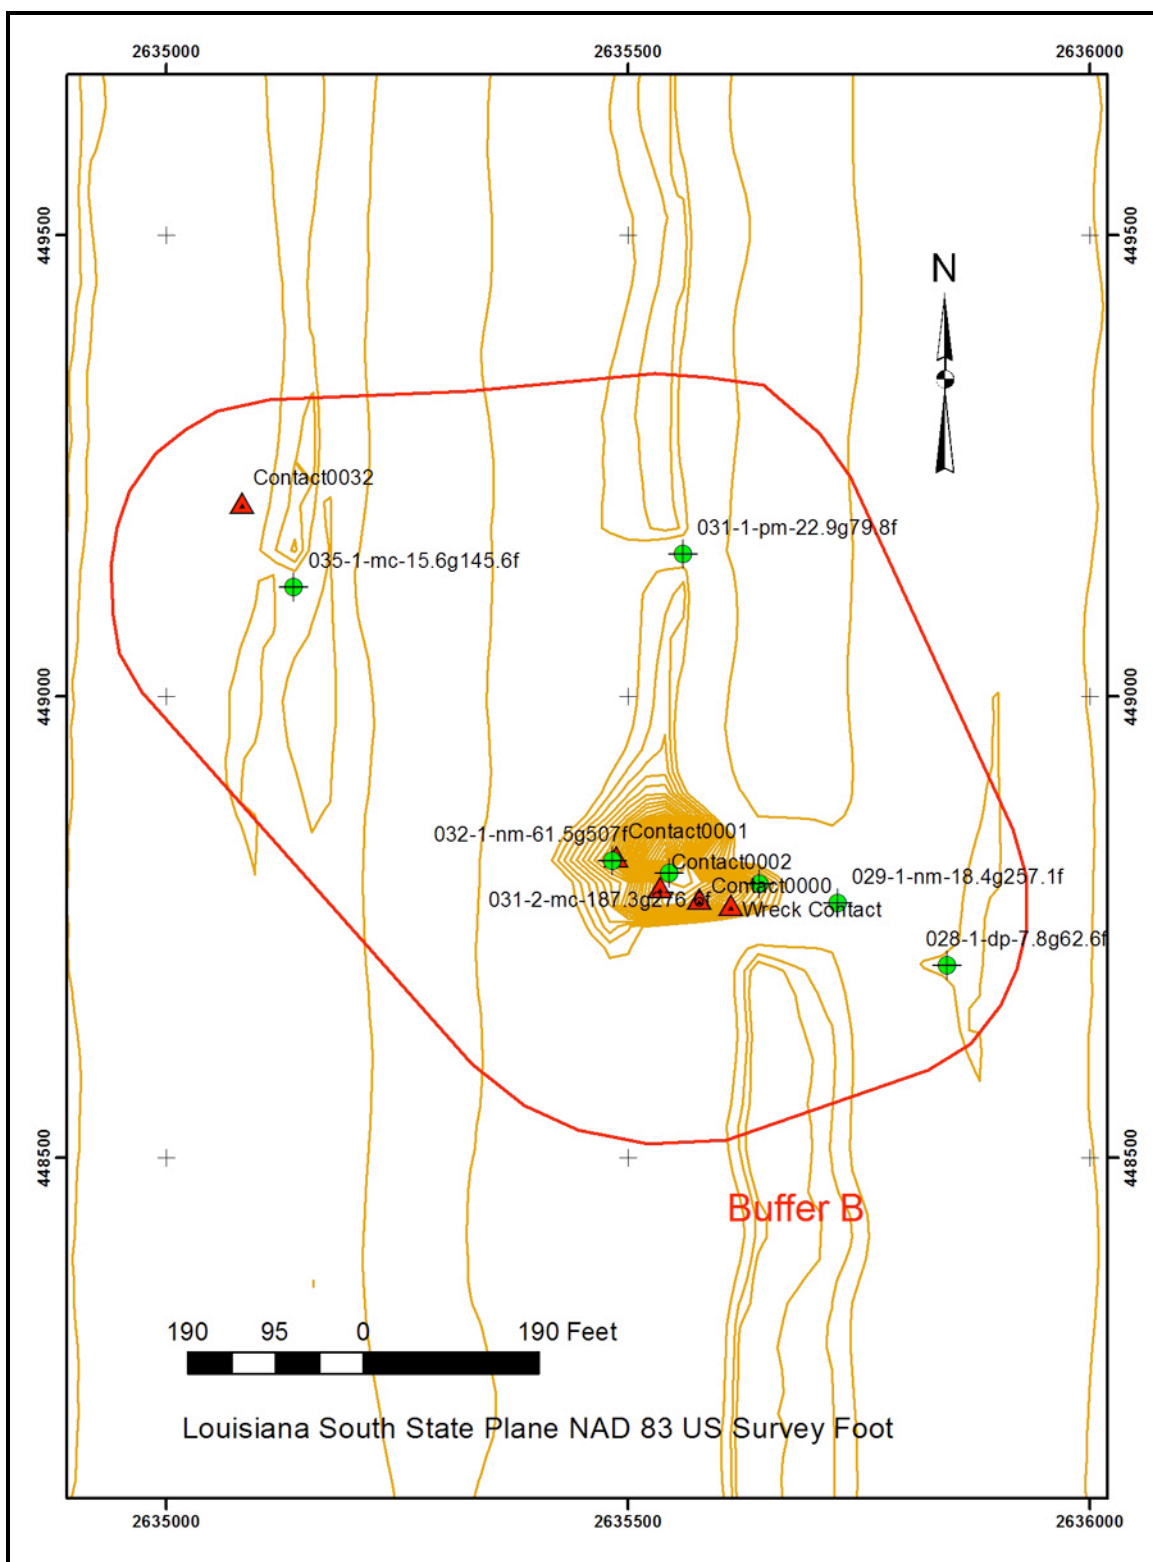 2635000 2635500 2636000
449500 449500
N
Contact0032
031-1-pm-22.9g79.8f
035-1-mc-15.6g145.6f
449000 449000
032-1-nm-61.5g507f Contact0001
Contact0002
029-1-nm-18.4g257.1f
031-2-mc-187.3g276. Contact0000
Wreck Contact
028-1-dp-7.8g62.6f
448500 448500
Buffer B
190 95 0 190 Feet
Louisiana South State Plane NAD 83 US Survey Foot
2635000 2635500 2636000